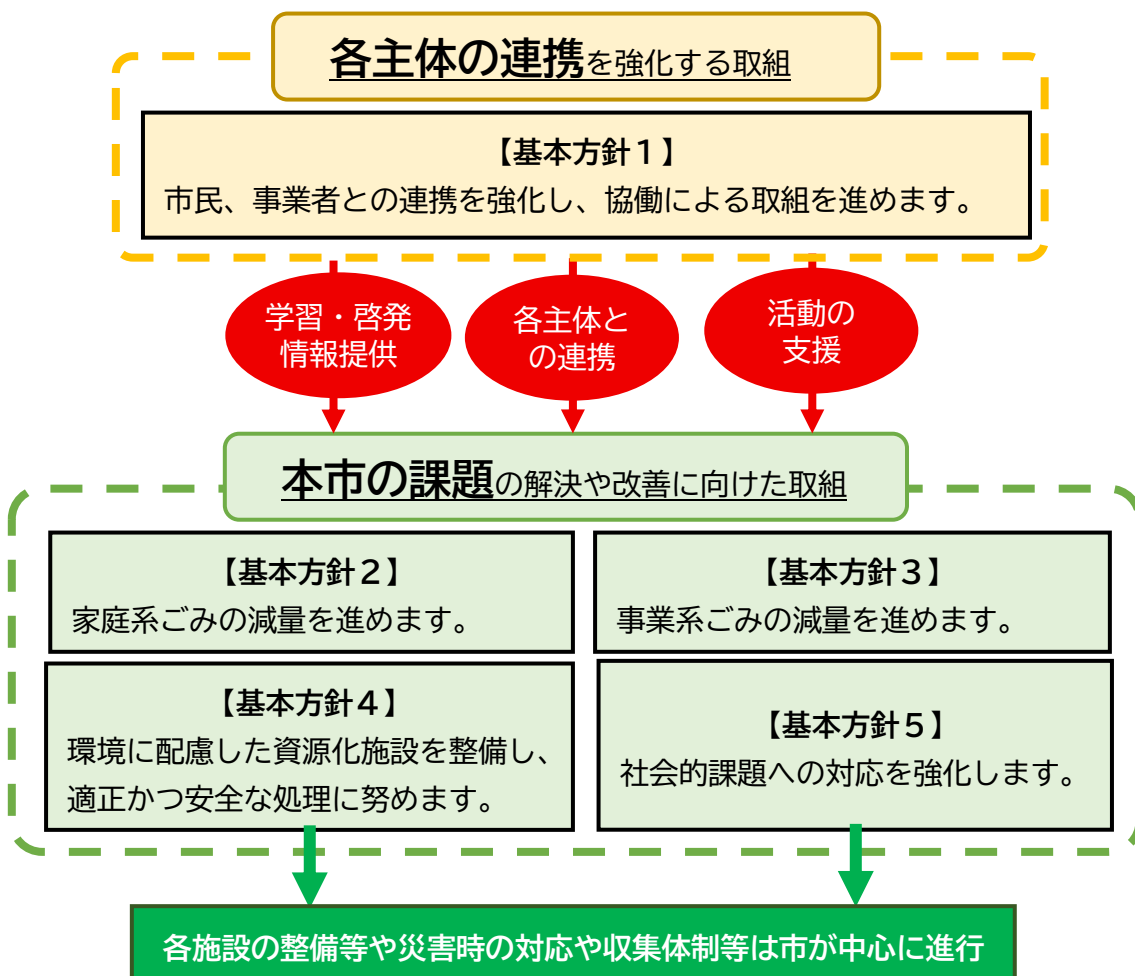 各主体の連携を強化する取組
【基本方針１】
市民、事業者との連携を強化し、協働による取組を進めます。
学習・啓発
情報提供
各主体と
の連携
活動の
支援
本市の課題の解決や改善に向けた取組
【基本方針２】
家庭系ごみの減量を進めます。
【基本方針３】
事業系ごみの減量を進めます。
【基本方針４】
環境に配慮した資源化施設を整備し、
適正かつ安全な処理に努めます。
【基本方針５】
社会的課題への対応を強化します。
各施設の整備等や災害時の対応や収集体制等は市が中心に進行